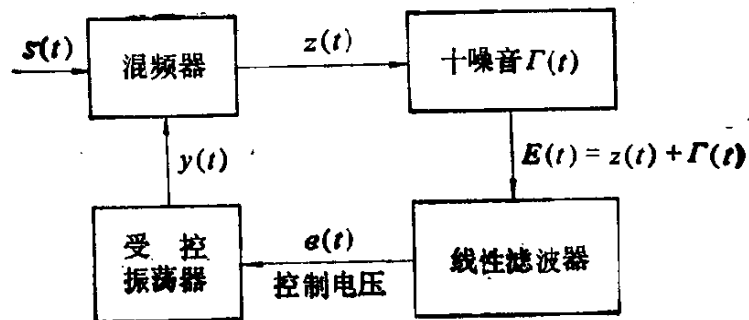 s(t)
混频器
z(t)
十噪音Γ(t)
y(t)
E(t) = z(t) + Γ(t)
受 控
振荡器
e(t)
控制电压
线性滤波器